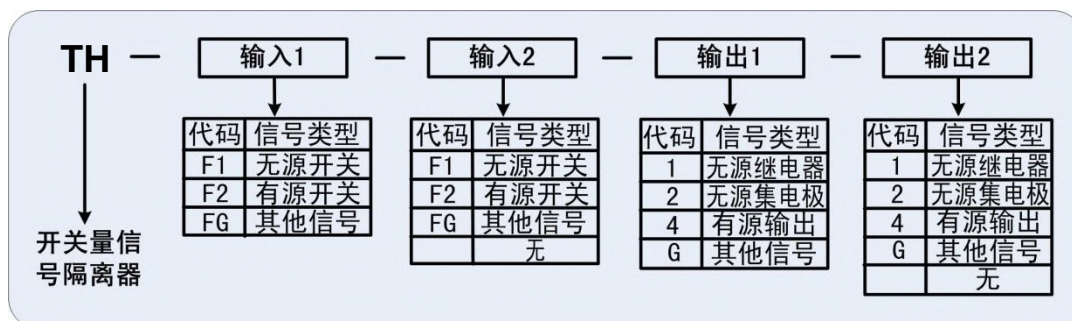 TH — 输入1 — 输入2 — 输出1 — 输出2
开关量信
号隔离器
代码 信号类型
F1 无源开关
F2 有源开关
FG 其他信号
代码 信号类型
F1 无源开关
F2 有源开关
FG 其他信号
无
代码 信号类型
1 无源继电器
2 无源集电极
4 有源输出
G 其他信号
代码 信号类型
1 无源继电器
2 无源集电极
4 有源输出
G 其他信号
无